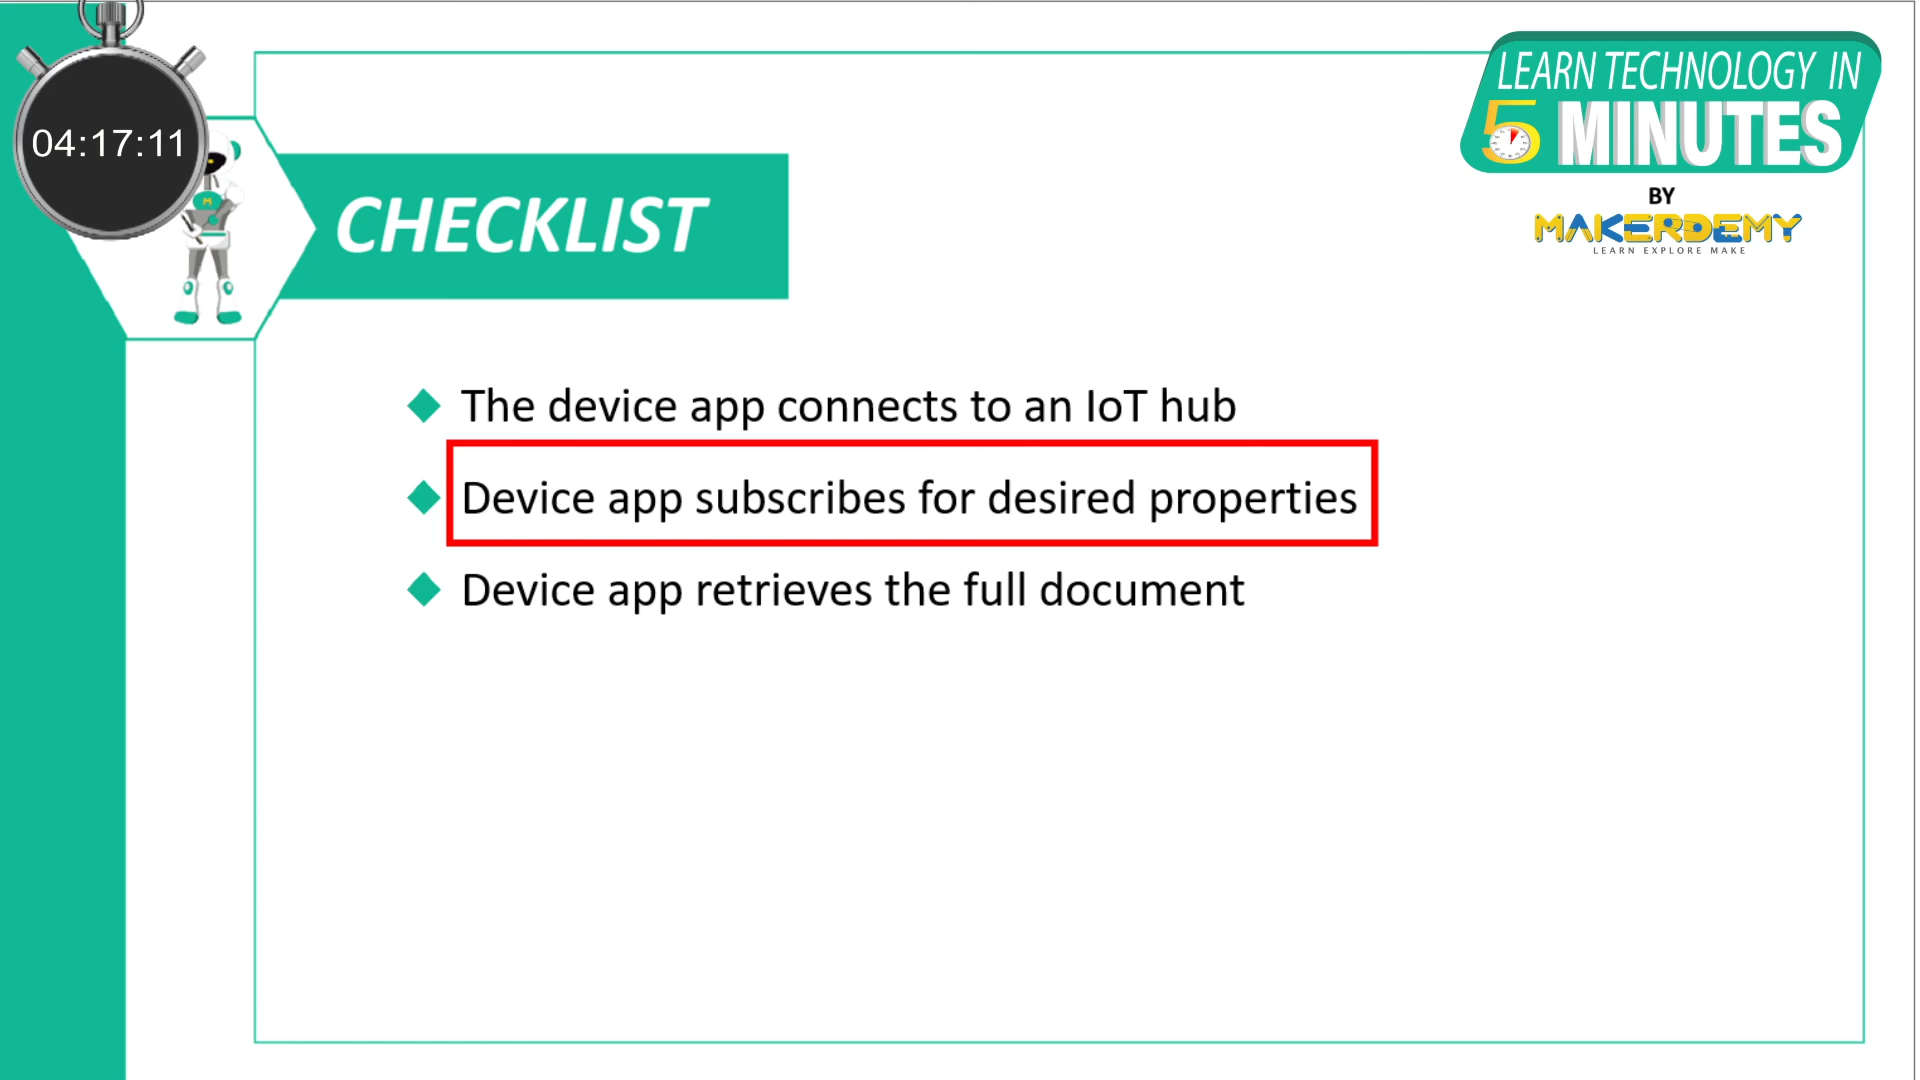 04:17:11
LEARN TECHNOLOGY IN
5 MINUTES
BY
MAKERDEMY
LEARN EXPLORE MAKE
M
CHECKLIST
The device app connects to an IoT hub
Device app subscribes for desired properties
Device app retrieves the full document